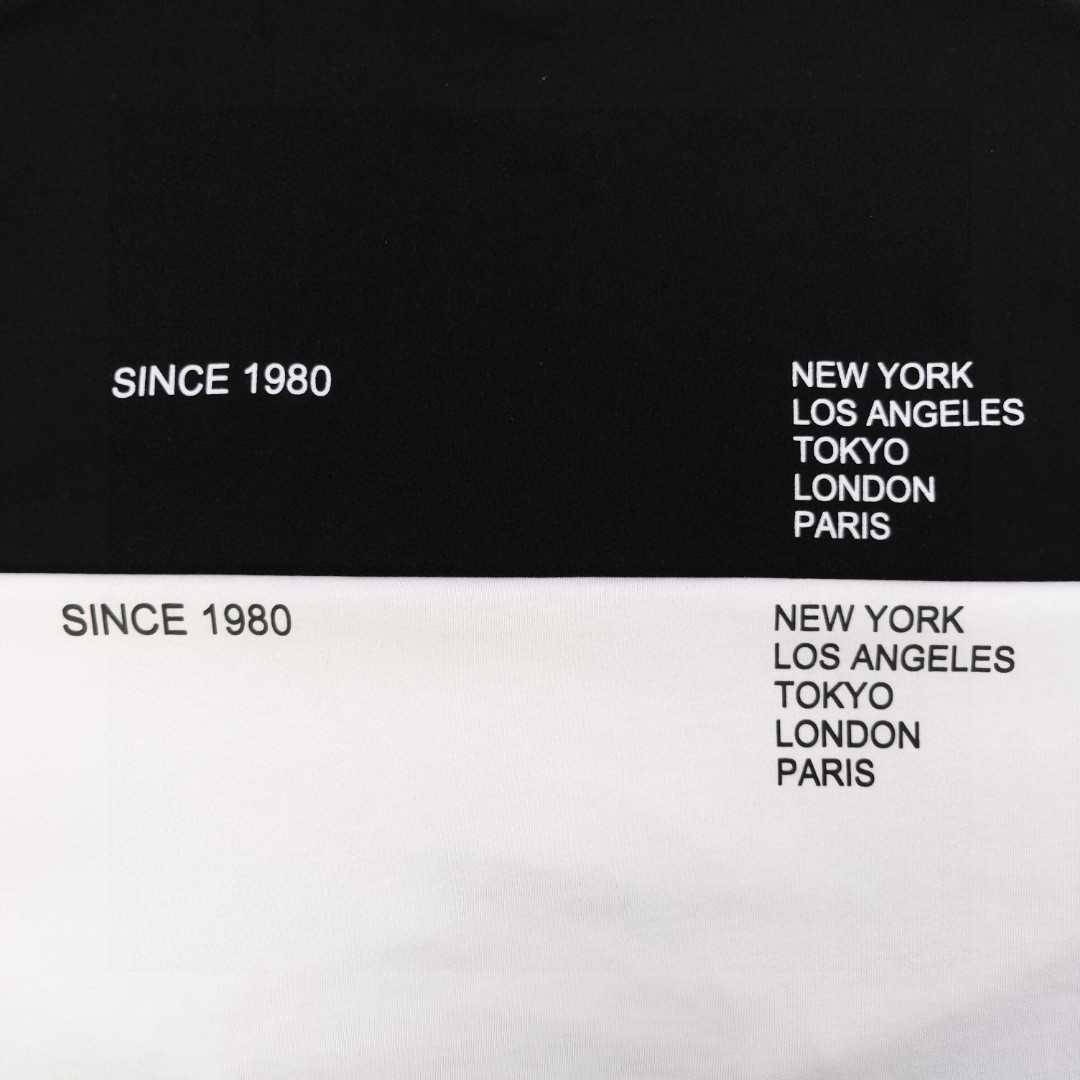 SINCE 1980
NEW YORK
LOS ANGELES
TOKYO
LONDON
PARIS
SINCE 1980
NEW YORK
LOS ANGELES
TOKYO
LONDON
PARIS